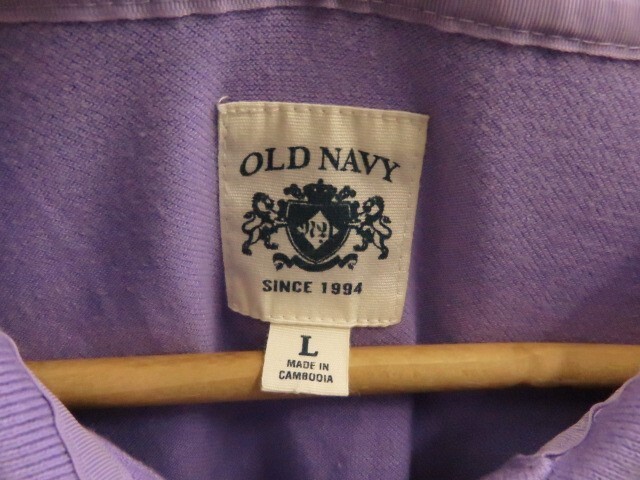 OLD NAVY
SINCE 1994
L
MADE IN
CAMBODIA